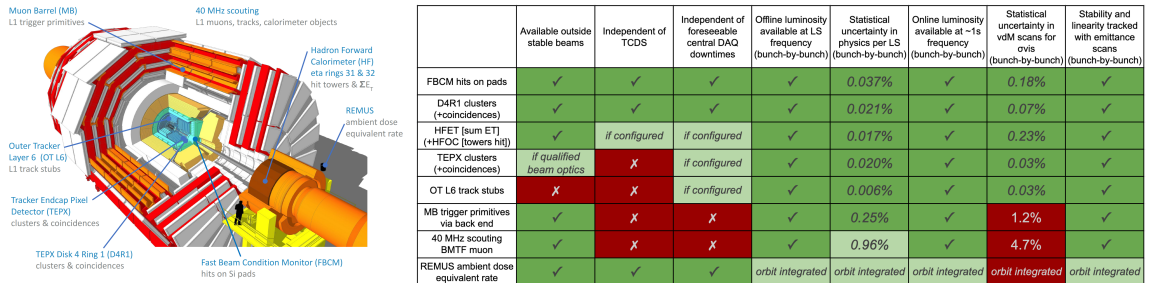 Muon Barrel (MB)
L1 trigger primitives
40 MHz scouting
L1 muons, tracks, calorimeter objects
Hadron Forward
Calorimeter (HF)
eta rings 31 & 32
hit towers & ΣE_T
REMUS
ambient dose
equivalent rate
Outer Tracker
Layer 6 (OT L6)
L1 track stubs
Tracker Endcap Pixel
Detector (TEPX)
clusters & coincidences
TEPX Disk 4 Ring 1 (D4R1)
clusters & coincidences
Fast Beam Condition Monitor (FBCM)
hits on Si pads
Available outside
stable beams
Independent of
TCDS
Independent of
foreseeable
central DAQ
downtimes
Offline luminosity
available at LS
frequency
(bunch-by-bunch)
Statistical
uncertainty in
physics per LS
(bunch-by-bunch)
Online luminosity
available at ~1s
frequency
(bunch-by-bunch)
Statistical
uncertainty in
vdM scans for
σvis
(bunch-by-bunch)
Stability and
linearity tracked
with emittance
scans
(bunch-by-bunch)
FBCM hits on pads
✓ ✓ ✓ ✓ 0.037% ✓ 0.18% ✓
D4R1 clusters
(+coincidences)
✓ ✓ ✓ ✓ 0.021% ✓ 0.07% ✓
HFET [sum ET]
(+HFOC [towers hit])
✓ if configured if configured ✓ 0.017% ✓ 0.23% ✓
TEPX clusters
(+coincidences)
if qualified
beam optics
✗ if configured ✓ 0.020% ✓ 0.03% ✓
OT L6 track stubs
✗ ✗ if configured ✓ 0.006% ✓ 0.03% ✓
MB trigger primitives
via back end
✓ ✗ ✗ ✓ 0.25% ✓ 1.2% ✓
40 MHz scouting
BMTF muon
✓ ✗ ✗ ✓ 0.96% ✓ 4.7% ✓
REMUS ambient dose
equivalent rate
✓ ✓ ✓ orbit integrated orbit integrated orbit integrated orbit integrated orbit integrated